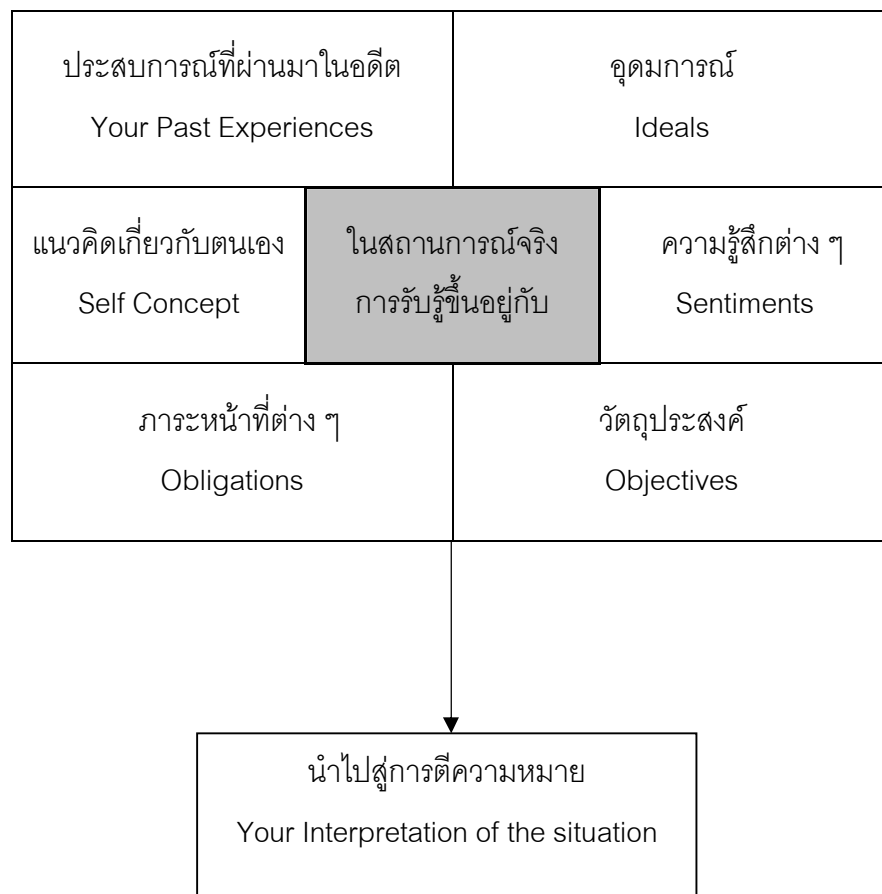 ประสบการณ์ที่ผ่านมาในอดีต
Your Past Experiences
อุดมการณ์
Ideals
แนวคิดเกี่ยวกับตนเอง
Self Concept
ในสถานการณ์จริง
การรับรู้ขึ้นอยู่กับ
ความรู้สึกต่าง ๆ
Sentiments
ภาระหน้าที่ต่าง ๆ
Obligations
วัตถุประสงค์
Objectives
นำไปสู่การตีความหมาย
Your Interpretation of the situation